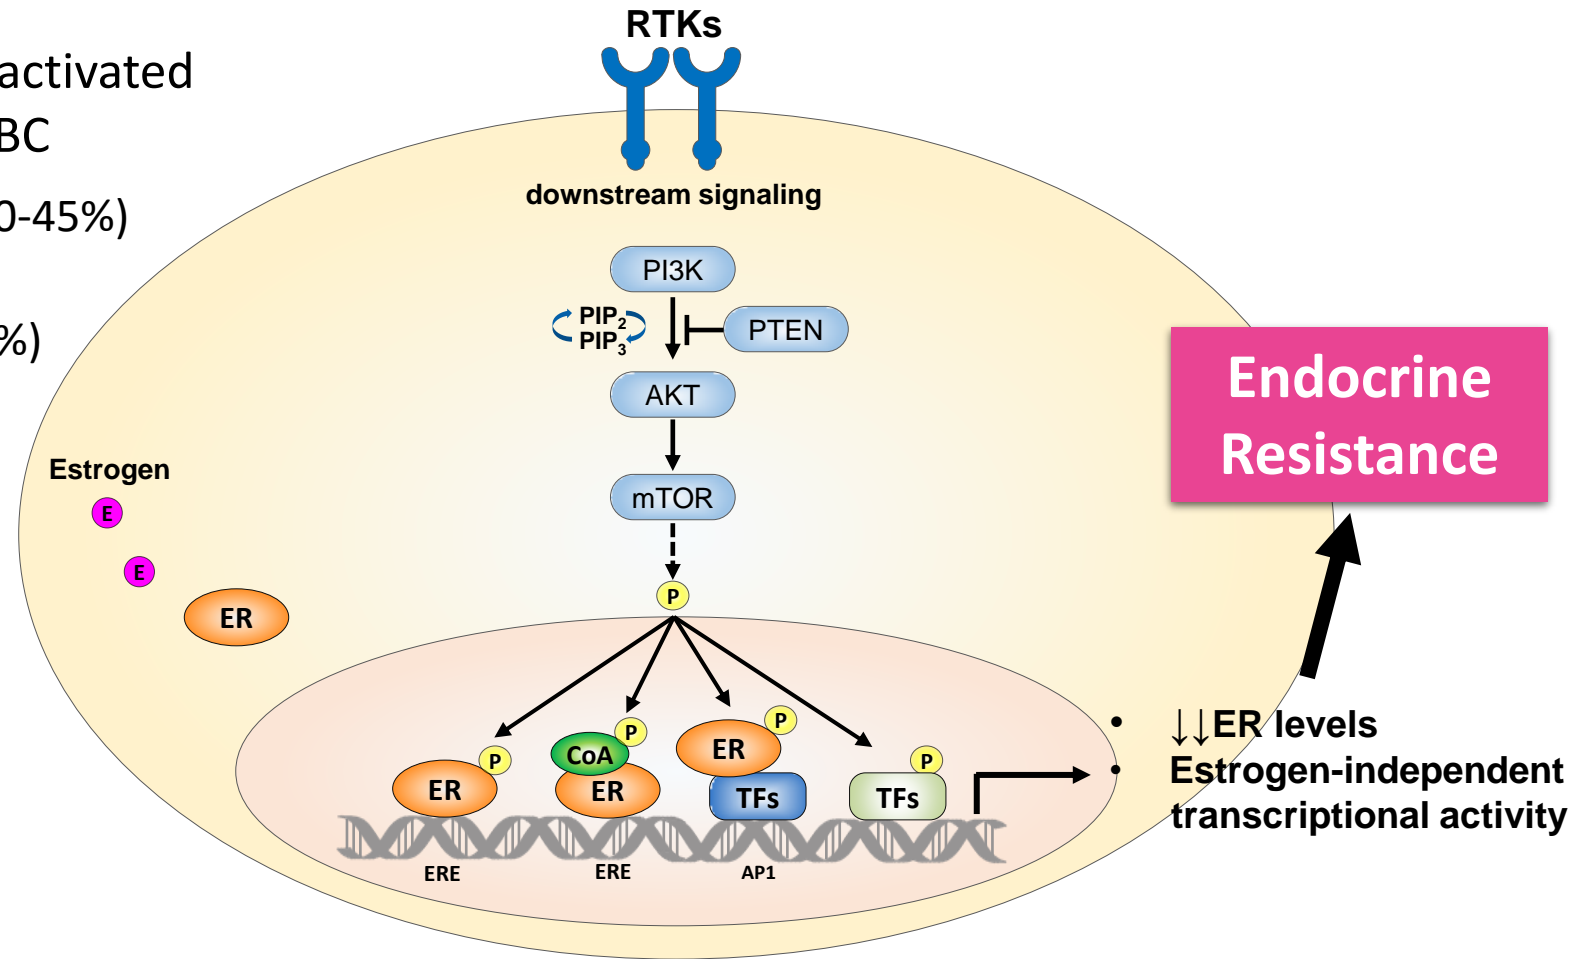 RTKs
activated
BC
0-45%)
%)
downstream signaling
PI3K
PIP2
PIP3
PTEN
AKT
mTOR
Estrogen
E
E
ER
P
Endocrine
Resistance
P
ER
P
CoA
ER
P
ER
TFs
P
TFs
ERE
ERE
AP1
• ↓↓ER levels
• Estrogen-independent
transcriptional activity